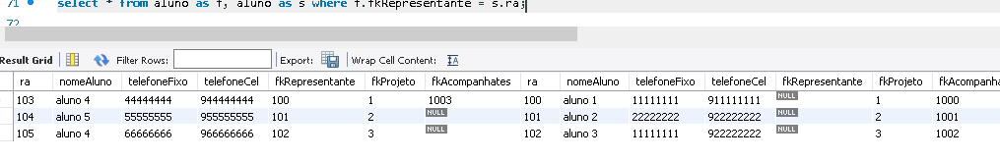 71 select * from aluno as f, aluno as s where f.fkRepresentante = s.ra;
72
Result Grid Filter Rows: Export: Wrap Cell Content: IA
ra nomeAluno telefoneFixo telefoneCel fkRepresentante fkProjeto fkAcompanhates ra nomeAluno telefoneFixo telefoneCel fkRepresentante fkProjeto fkAcompanha
103 aluno 4 44444444 944444444 100 1 1003 100 aluno 1 11111111 911111111 NULL 1 1000
104 aluno 5 55555555 955555555 101 2 NULL 101 aluno 2 22222222 922222222 NULL 2 1001
105 aluno 4 66666666 966666666 102 3 NULL 102 aluno 3 11111111 922222222 NULL 3 1002